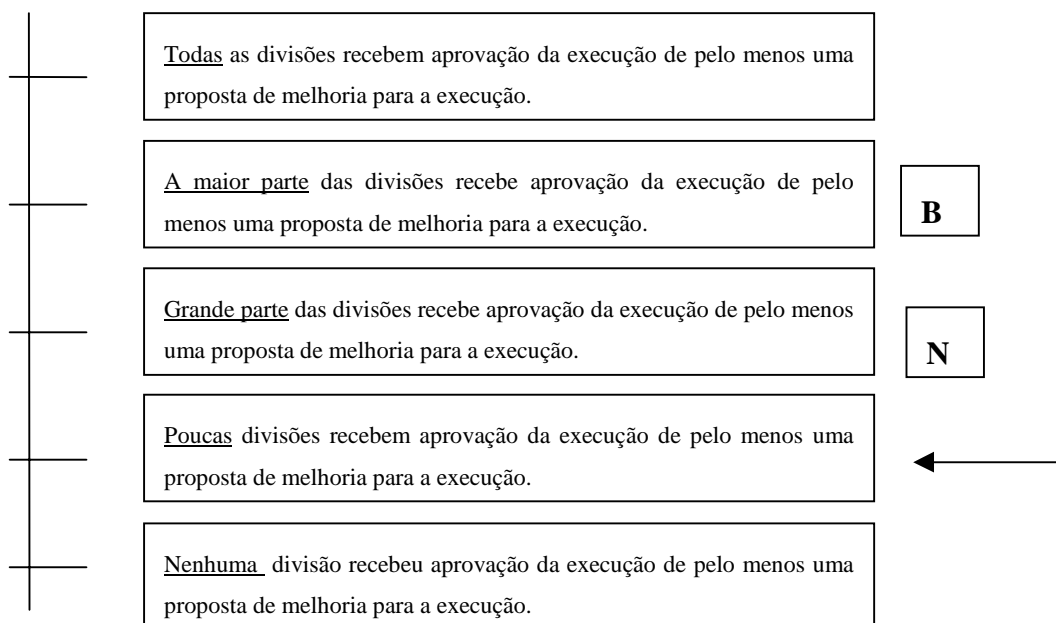 Todas as divisões recebem aprovação da execução de pelo menos uma
proposta de melhoria para a execução.
A maior parte das divisões recebe aprovação da execução de pelo
menos uma proposta de melhoria para a execução.
B
Grande parte das divisões recebe aprovação da execução de pelo menos
uma proposta de melhoria para a execução.
N
Poucas divisões recebem aprovação da execução de pelo menos uma
proposta de melhoria para a execução.
Nenhuma divisão recebeu aprovação da execução de pelo menos uma
proposta de melhoria para a execução.